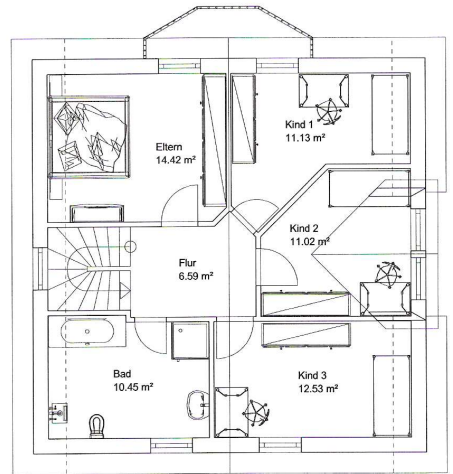 Eltern
14.42 m²
Kind 1
11.13 m²
Kind 2
11.02 m²
Flur
6.59 m²
Bad
10.45 m²
Kind 3
12.53 m²